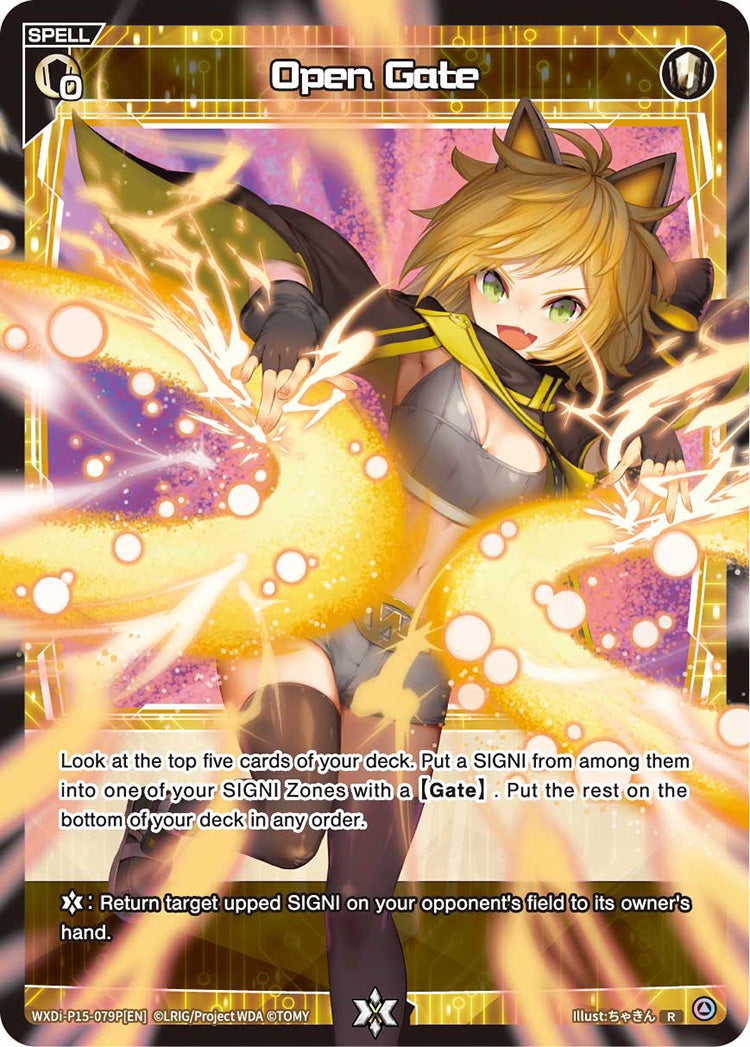 SPELL
0
Open Gate
Look at the top five cards of your deck. Put a SIGNI from among them
into one of your SIGNI Zones with a 【Gate】. Put the rest on the
bottom of your deck in any order.
: Return target upped SIGNI on your opponent's field to its owner's
hand.
WXDi-P15-079P[EN] ©LRIG/Project WDA ©TOMY
Illust:ちゃきん R